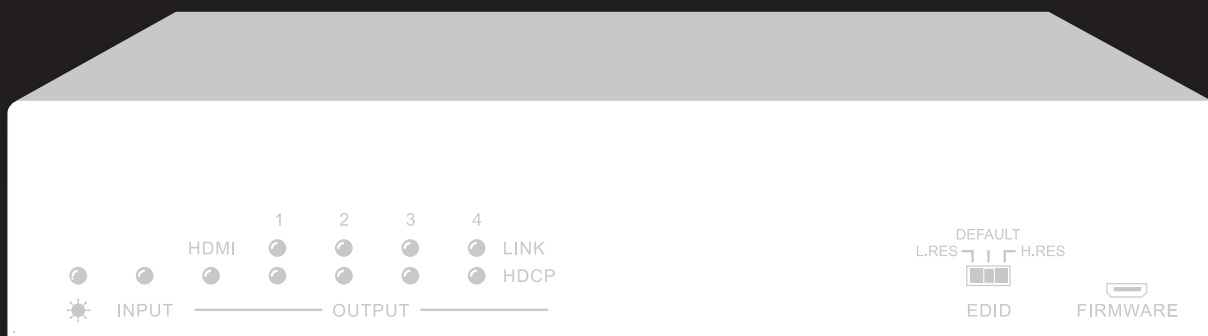 1 2 3 4
HDMI LINK
HDCP
INPUT OUTPUT
DEFAULT
L.RES H.RES
EDID
FIRMWARE